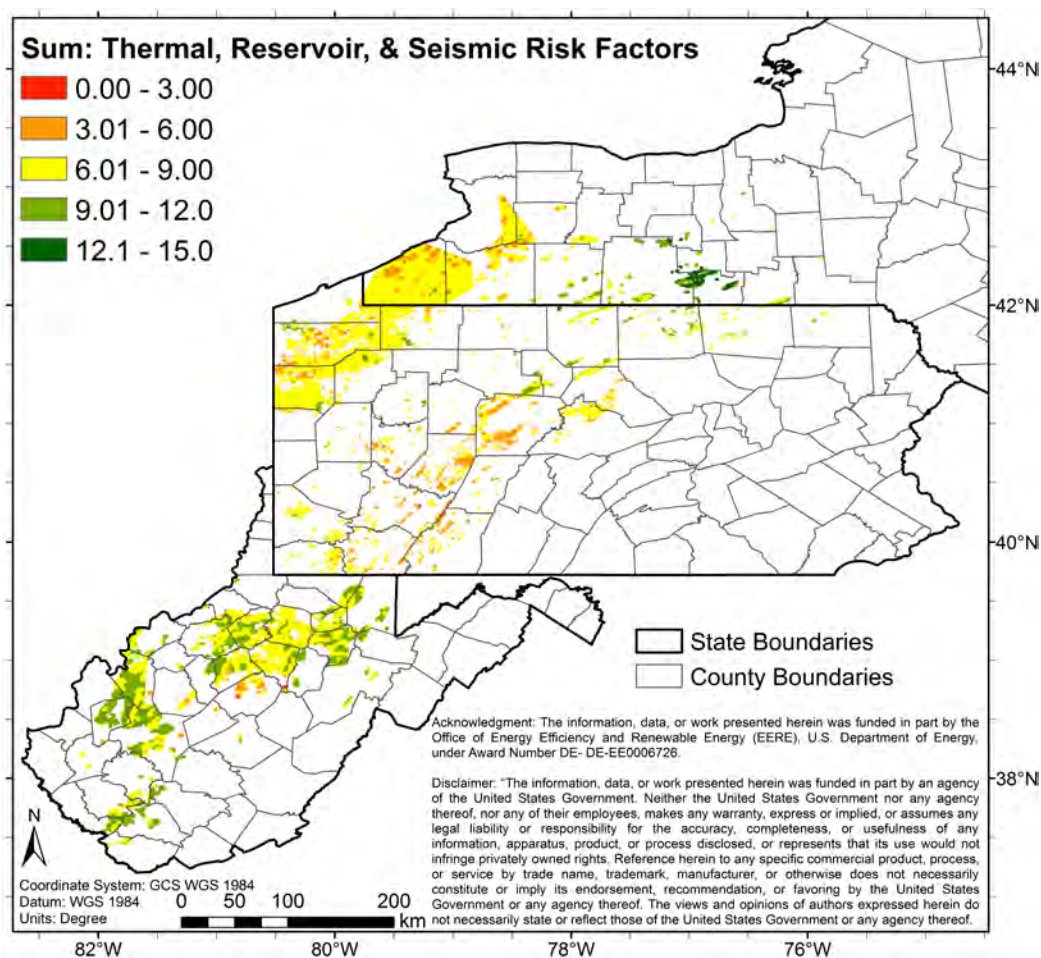 Sum: Thermal, Reservoir, & Seismic Risk Factors
0.00 - 3.00
3.01 - 6.00
6.01 - 9.00
9.01 - 12.0
12.1 - 15.0
44°N
42°N
40°N
38°N
State Boundaries
County Boundaries
Acknowledgment: The information, data, or work presented herein was funded in part by the
Office of Energy Efficiency and Renewable Energy (EERE), U.S. Department of Energy,
under Award Number DE- DE-EE0006726.
Disclaimer: “The information, data, or work presented herein was funded in part by an agency
of the United States Government. Neither the United States Government nor any agency
thereof, nor any of their employees, makes any warranty, express or implied, or assumes any
legal liability or responsibility for the accuracy, completeness, or usefulness of any
information, apparatus, product, or process disclosed, or represents that its use would not
infringe privately owned rights. Reference herein to any specific commercial product, process,
or service by trade name, trademark, manufacturer, or otherwise does not necessarily
constitute or imply its endorsement, recommendation, or favoring by the United States
Government or any agency thereof. The views and opinions of authors expressed herein do
not necessarily state or reflect those of the United States Government or any agency thereof.
N
Coordinate System: GCS WGS 1984
Datum: WGS 1984
Units: Degree
0 50 100 200
km
82°W 80°W 78°W 76°W